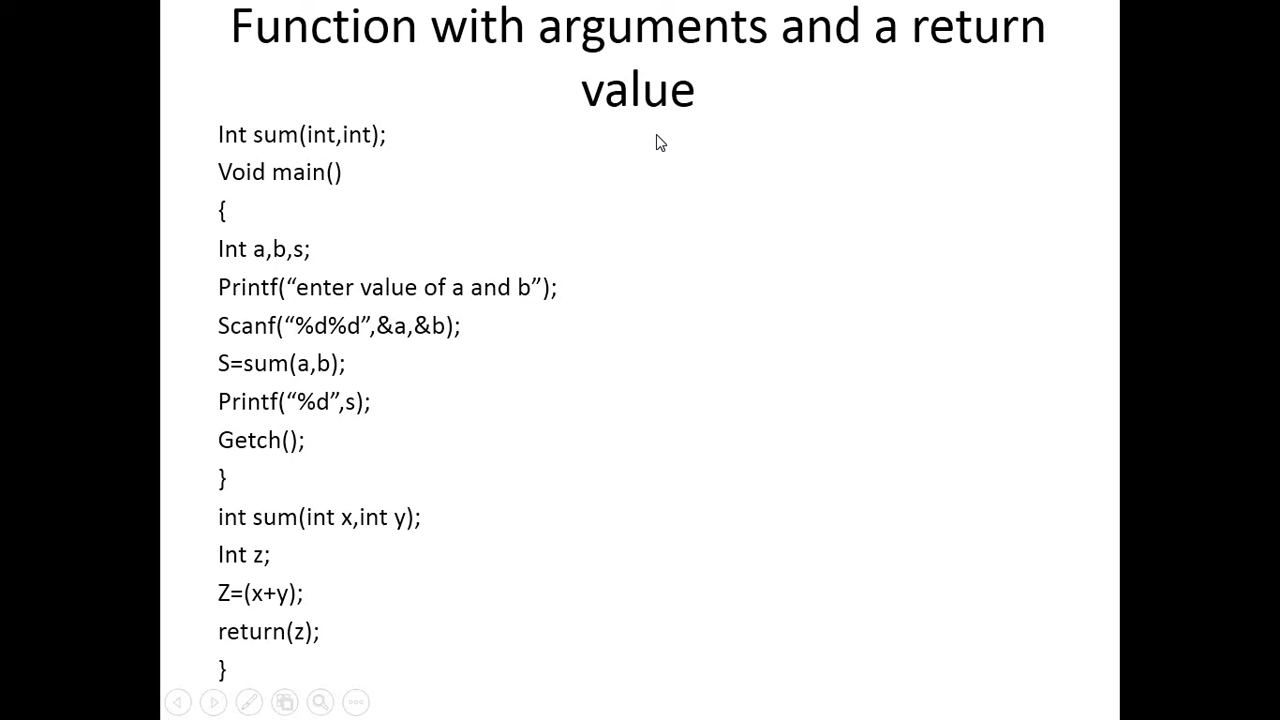 Function with arguments and a return
value
Int sum(int,int);
Void main()
{
Int a,b,s;
Printf(“enter value of a and b”);
Scanf(“%d%d”,&a,&b);
S=sum(a,b);
Printf(“%d”,s);
Getch();
}
int sum(int x,int y);
Int z;
Z=(x+y);
return(z);
}